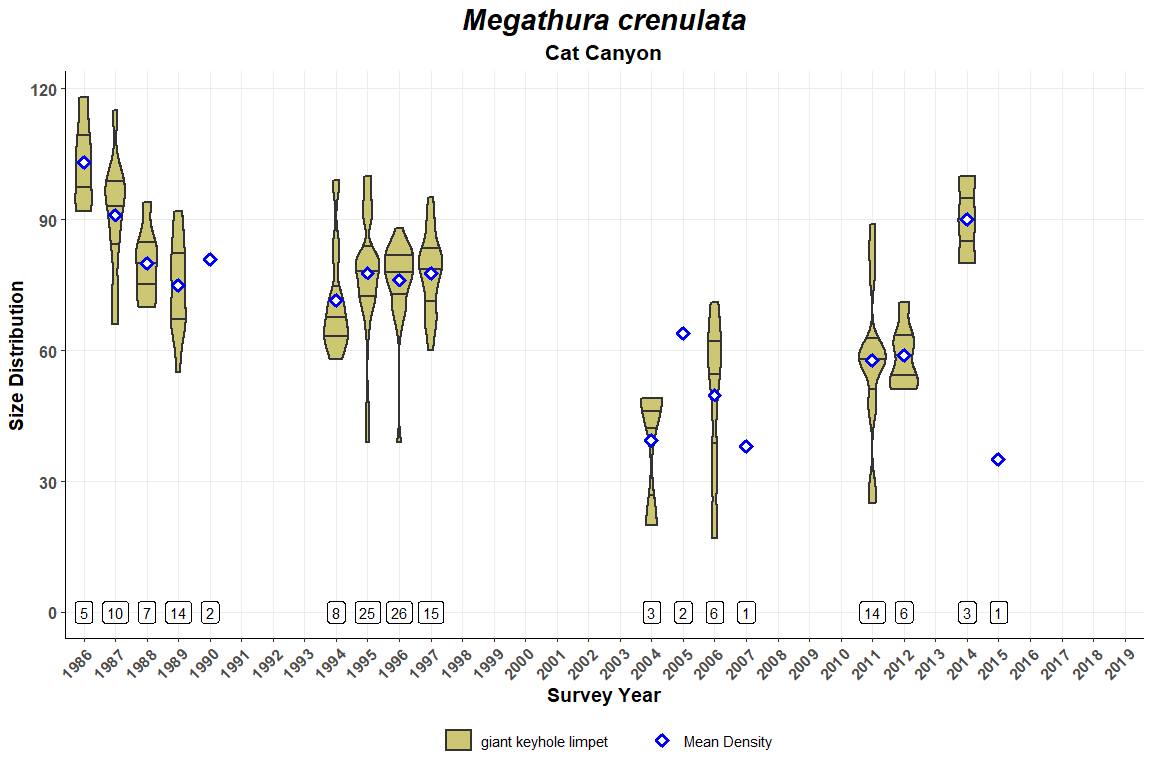 Megathura crenulata
Cat Canyon
120
90
60
30
0
Size Distribution
5 10 7 14 2 8 25 26 15 3 2 6 1 14 6 3 1
1986 1987 1988 1989 1990 1991 1992 1993 1994 1995 1996 1997 1998 1999 2000 2001 2002 2003 2004 2005 2006 2007 2008 2009 2010 2011 2012 2013 2014 2015 2016 2017 2018 2019
Survey Year
giant keyhole limpet Mean Density